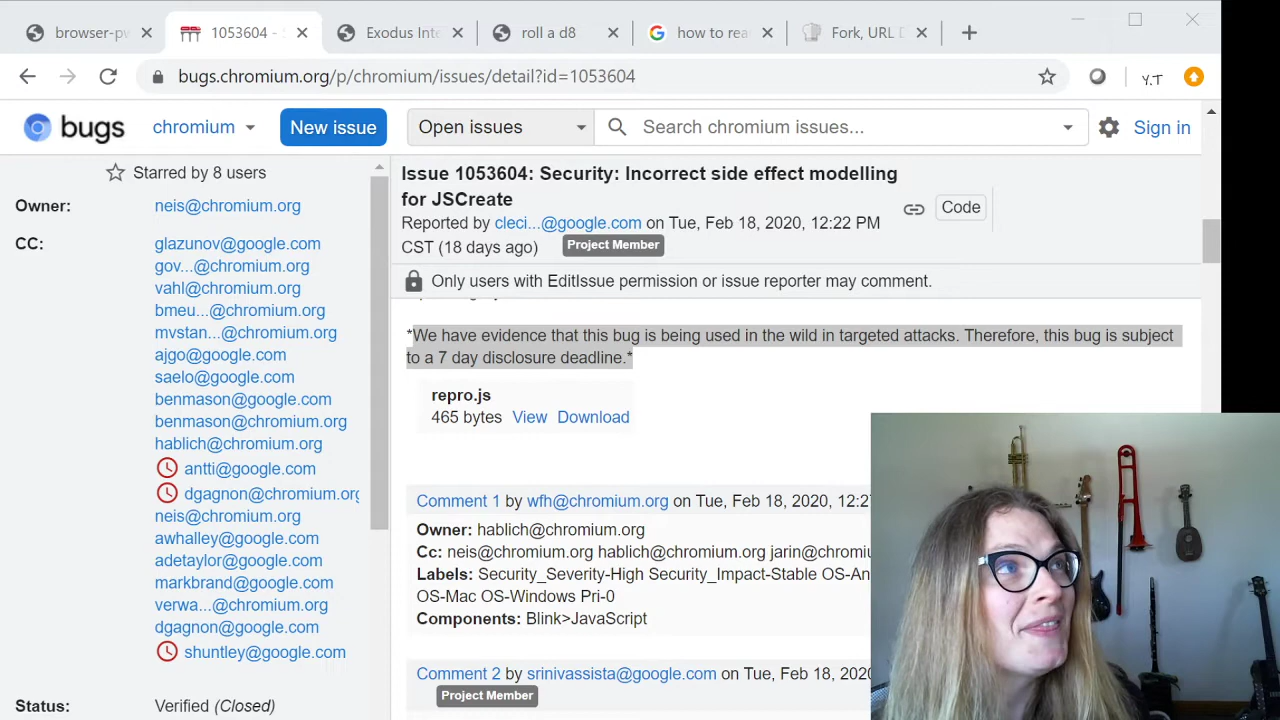 browser-pw
1053604 -
Exodus Inte
roll a d8
how to rea
Fork, URL D
bugs.chromium.org/p/chromium/issues/detail?id=1053604
Y.T
bugs
chromium
New issue
Open issues
Search chromium issues...
Sign in
Starred by 8 users
Owner: neis@chromium.org
CC: glazunov@google.com
gov...@chromium.org
vahl@chromium.org
bmeu...@chromium.org
mvstan...@chromium.org
ajgo@google.com
saelo@google.com
benmason@google.com
benmason@chromium.org
hablich@chromium.org
antti@google.com
dgagnon@chromium.org
neis@chromium.org
awhalley@google.com
adetaylor@google.com
markbrand@google.com
verwa...@chromium.org
dgagnon@google.com
shuntley@google.com
Status: Verified (Closed)
Issue 1053604: Security: Incorrect side effect modelling
for JSCreate
Code
Reported by cleci...@google.com on Tue, Feb 18, 2020, 12:22 PM
CST (18 days ago) Project Member
Only users with EditIssue permission or issue reporter may comment.
*We have evidence that this bug is being used in the wild in targeted attacks. Therefore, this bug is subject
to a 7 day disclosure deadline.*
repro.js
465 bytes View Download
Comment 1 by wfh@chromium.org on Tue, Feb 18, 2020, 12:27
Owner: hablich@chromium.org
Cc: neis@chromium.org hablich@chromium.org jarin@chromiu
Labels: Security_Severity-High Security_Impact-Stable OS-An
OS-Mac OS-Windows Pri-0
Components: Blink>JavaScript
Comment 2 by srinivassista@google.com on Tue, Feb 18, 202
Project Member